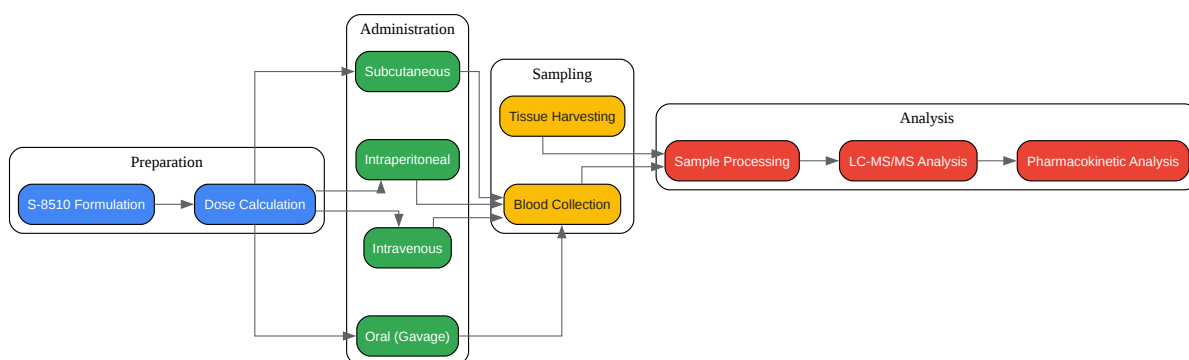 Preparation
S-8510 Formulation
Dose Calculation
Administration
Subcutaneous
Intraperitoneal
Intravenous
Oral (Gavage)
Sampling
Tissue Harvesting
Blood Collection
Analysis
Sample Processing
LC-MS/MS Analysis
Pharmacokinetic Analysis